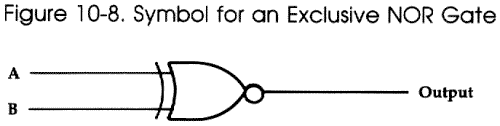 Figure 10-8. Symbol for an Exclusive NOR Gate
A
Output
B